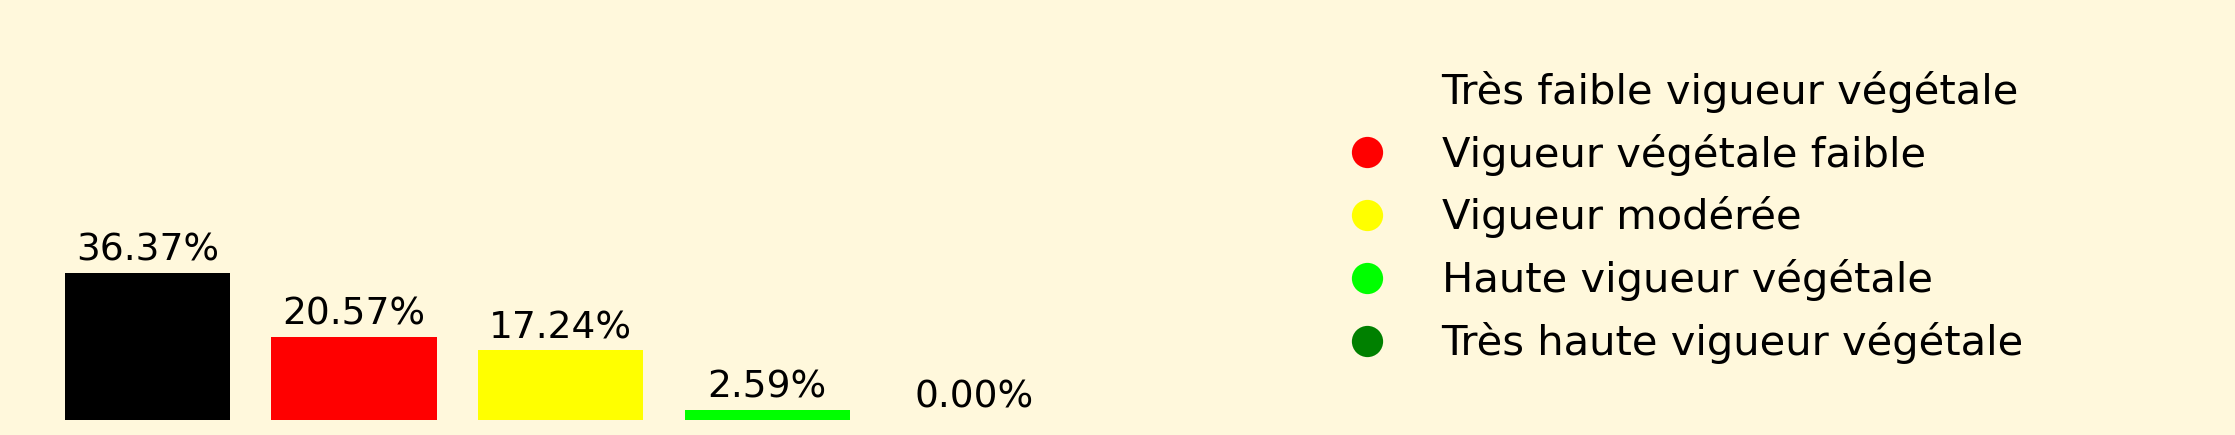 36.37%
20.57%
17.24%
2.59%
0.00%
Très faible vigueur végétale
Vigueur végétale faible
Vigueur modérée
Haute vigueur végétale
Très haute vigueur végétale